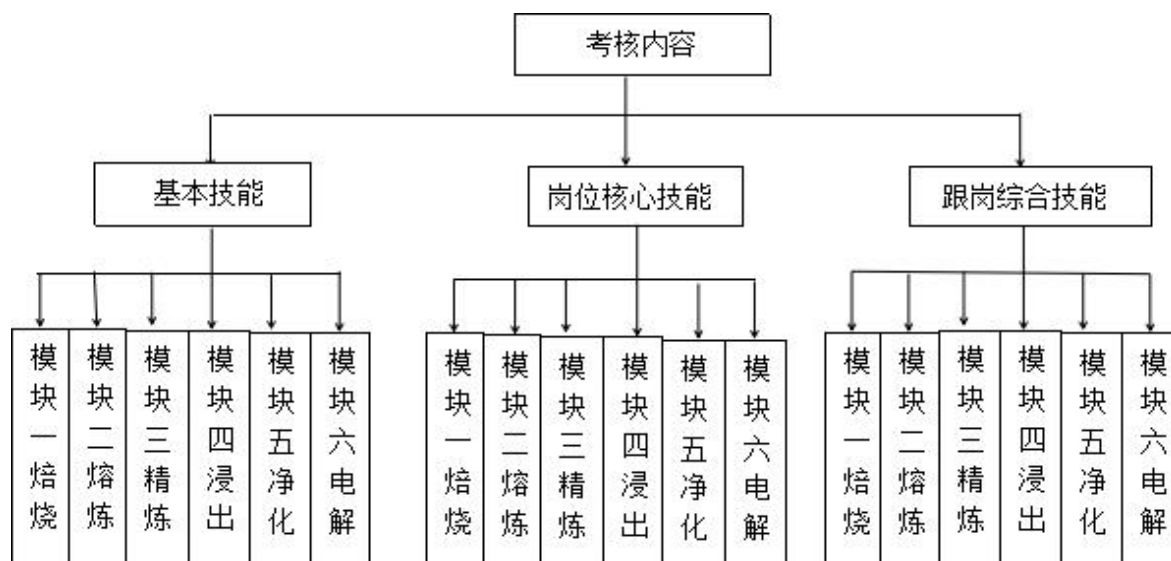 考核内容
基本技能
岗位核心技能
跟岗综合技能
模块一焙烧
模块二熔炼
模块三精炼
模块四浸出
模块五净化
模块六电解
模块一焙烧
模块二熔炼
模块三精炼
模块四浸出
模块五净化
模块六电解
模块一焙烧
模块二熔炼
模块三精炼
模块四浸出
模块五净化
模块六电解